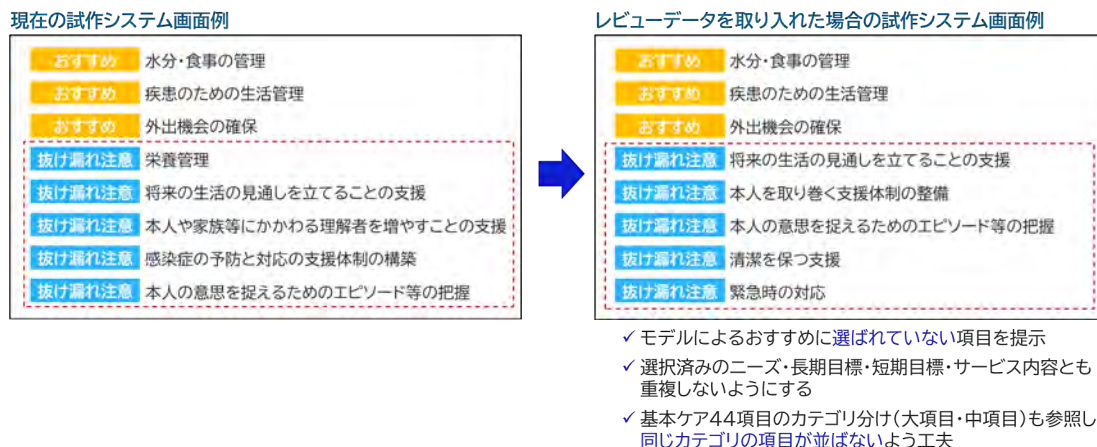 現在の試作システム画面例
おすすめ 水分・食事の管理
おすすめ 疾患のための生活管理
おすすめ 外出機会の確保
抜け漏れ注意 栄養管理
抜け漏れ注意 将来の生活の見通しを立てることの支援
抜け漏れ注意 本人や家族等にかかわる理解者を増やすことの支援
抜け漏れ注意 感染症の予防と対応の支援体制の構築
抜け漏れ注意 本人の意思を捉えるためのエピソード等の把握
レビューデータを取り入れた場合の試作システム画面例
おすすめ 水分・食事の管理
おすすめ 疾患のための生活管理
おすすめ 外出機会の確保
抜け漏れ注意 将来の生活の見通しを立てることの支援
抜け漏れ注意 本人を取り巻く支援体制の整備
抜け漏れ注意 本人の意思を捉えるためのエピソード等の把握
抜け漏れ注意 清潔を保つ支援
抜け漏れ注意 緊急時の対応
✓ モデルによるおすすめに選ばれていない項目を提示
✓ 選択済みのニーズ・長期目標・短期目標・サービス内容とも
重複しないようにする
✓ 基本ケア44項目のカテゴリ分け(大項目・中項目)も参照し
同じカテゴリの項目が並ばないよう工夫